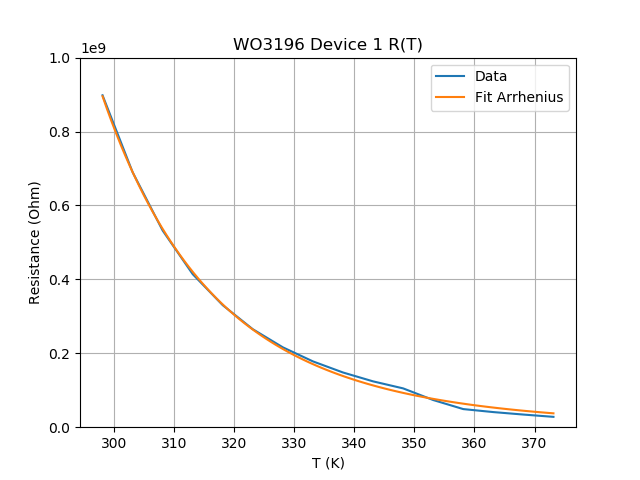 WO3196 Device 1 R(T)
1e9
1.0
0.8
0.6
0.4
0.2
0.0
Resistance (Ohm)
Data
Fit Arrhenius
300 310 320 330 340 350 360 370
T (K)